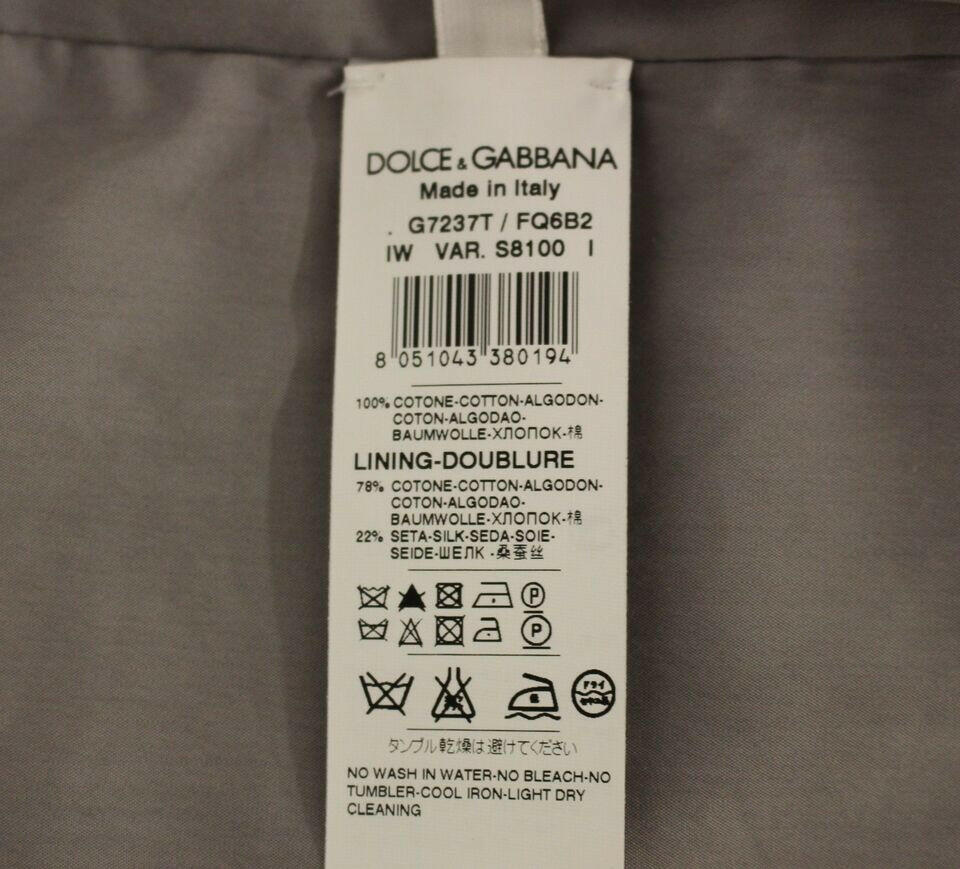 DOLCE & GABBANA
Made in Italy
. G7237T / FQ6B2
IW VAR. S8100 I
8 051043 380194
100% COTONE-COTTON-ALGODON-
COTON-ALGODAO-
BAUMWOLLE-ХЛОПОК-棉
LINING-DOUBLURE
78% COTONE-COTTON-ALGODON-
COTON-ALGODAO-
BAUMWOLLE-ХЛОПОК-棉
22% SETA-SILK-SEDA-SOIE-
SEIDE-ШЕЛК -桑蚕丝
P
P
ドライ
タンブル乾燥は避けてください
NO WASH IN WATER-NO BLEACH-NO
TUMBLER-COOL IRON-LIGHT DRY
CLEANING